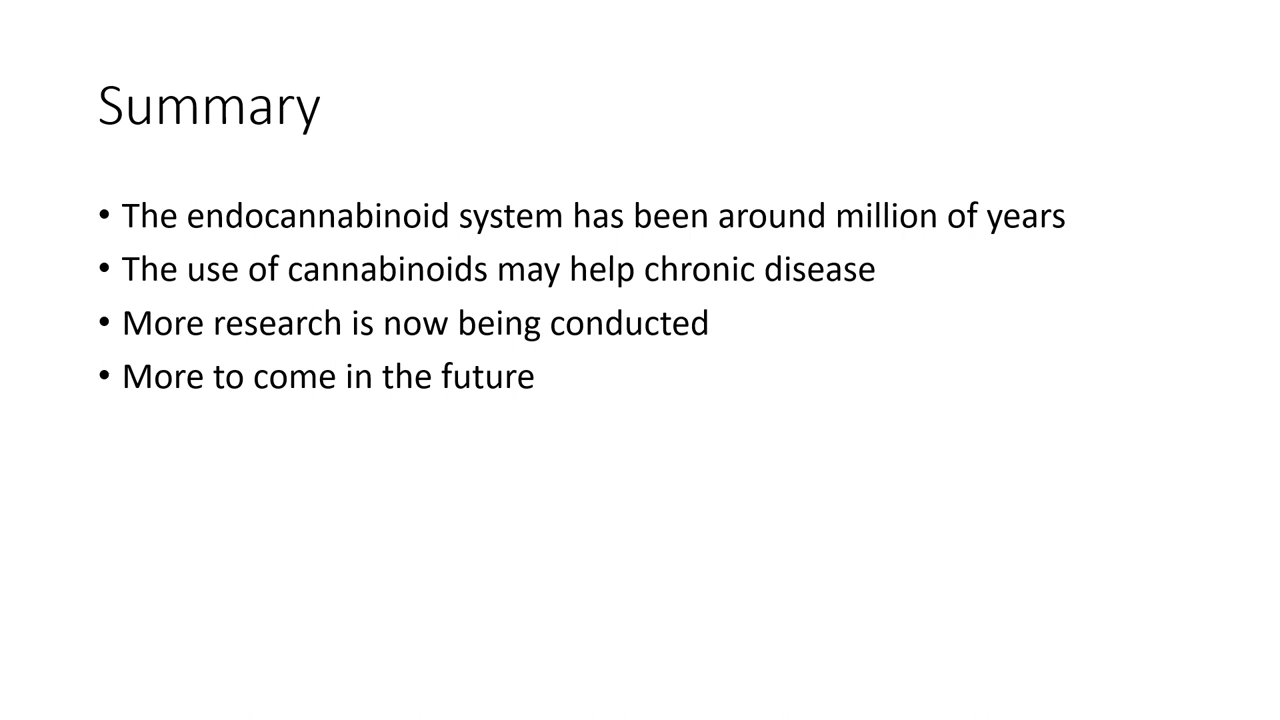 Summary
• The endocannabinoid system has been around million of years
• The use of cannabinoids may help chronic disease
• More research is now being conducted
• More to come in the future